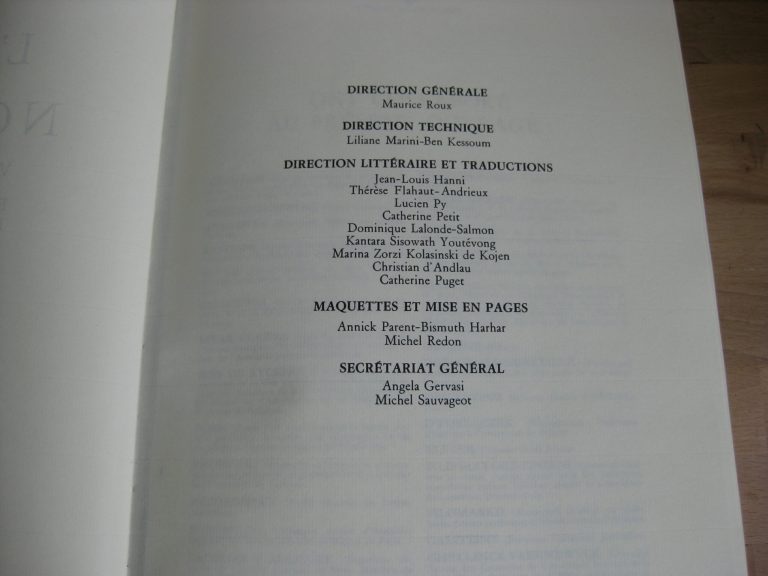 DIRECTION GÉNÉRALE
Maurice Roux
DIRECTION TECHNIQUE
Liliane Marini-Ben Kessoum
DIRECTION LITTÉRAIRE ET TRADUCTIONS
Jean-Louis Hanni
Thérèse Flahaut-Andrieux
Lucien Py
Catherine Petit
Dominique Lalonde-Salmon
Kantara Sisowath Youtévong
Marina Zorzi Kolasinski de Kojen
Christian d'Andlau
Catherine Puget
MAQUETTES ET MISE EN PAGES
Annick Parent-Bismuth Harhar
Michel Redon
SECRÉTARIAT GÉNÉRAL
Angela Gervasi
Michel Sauvageot